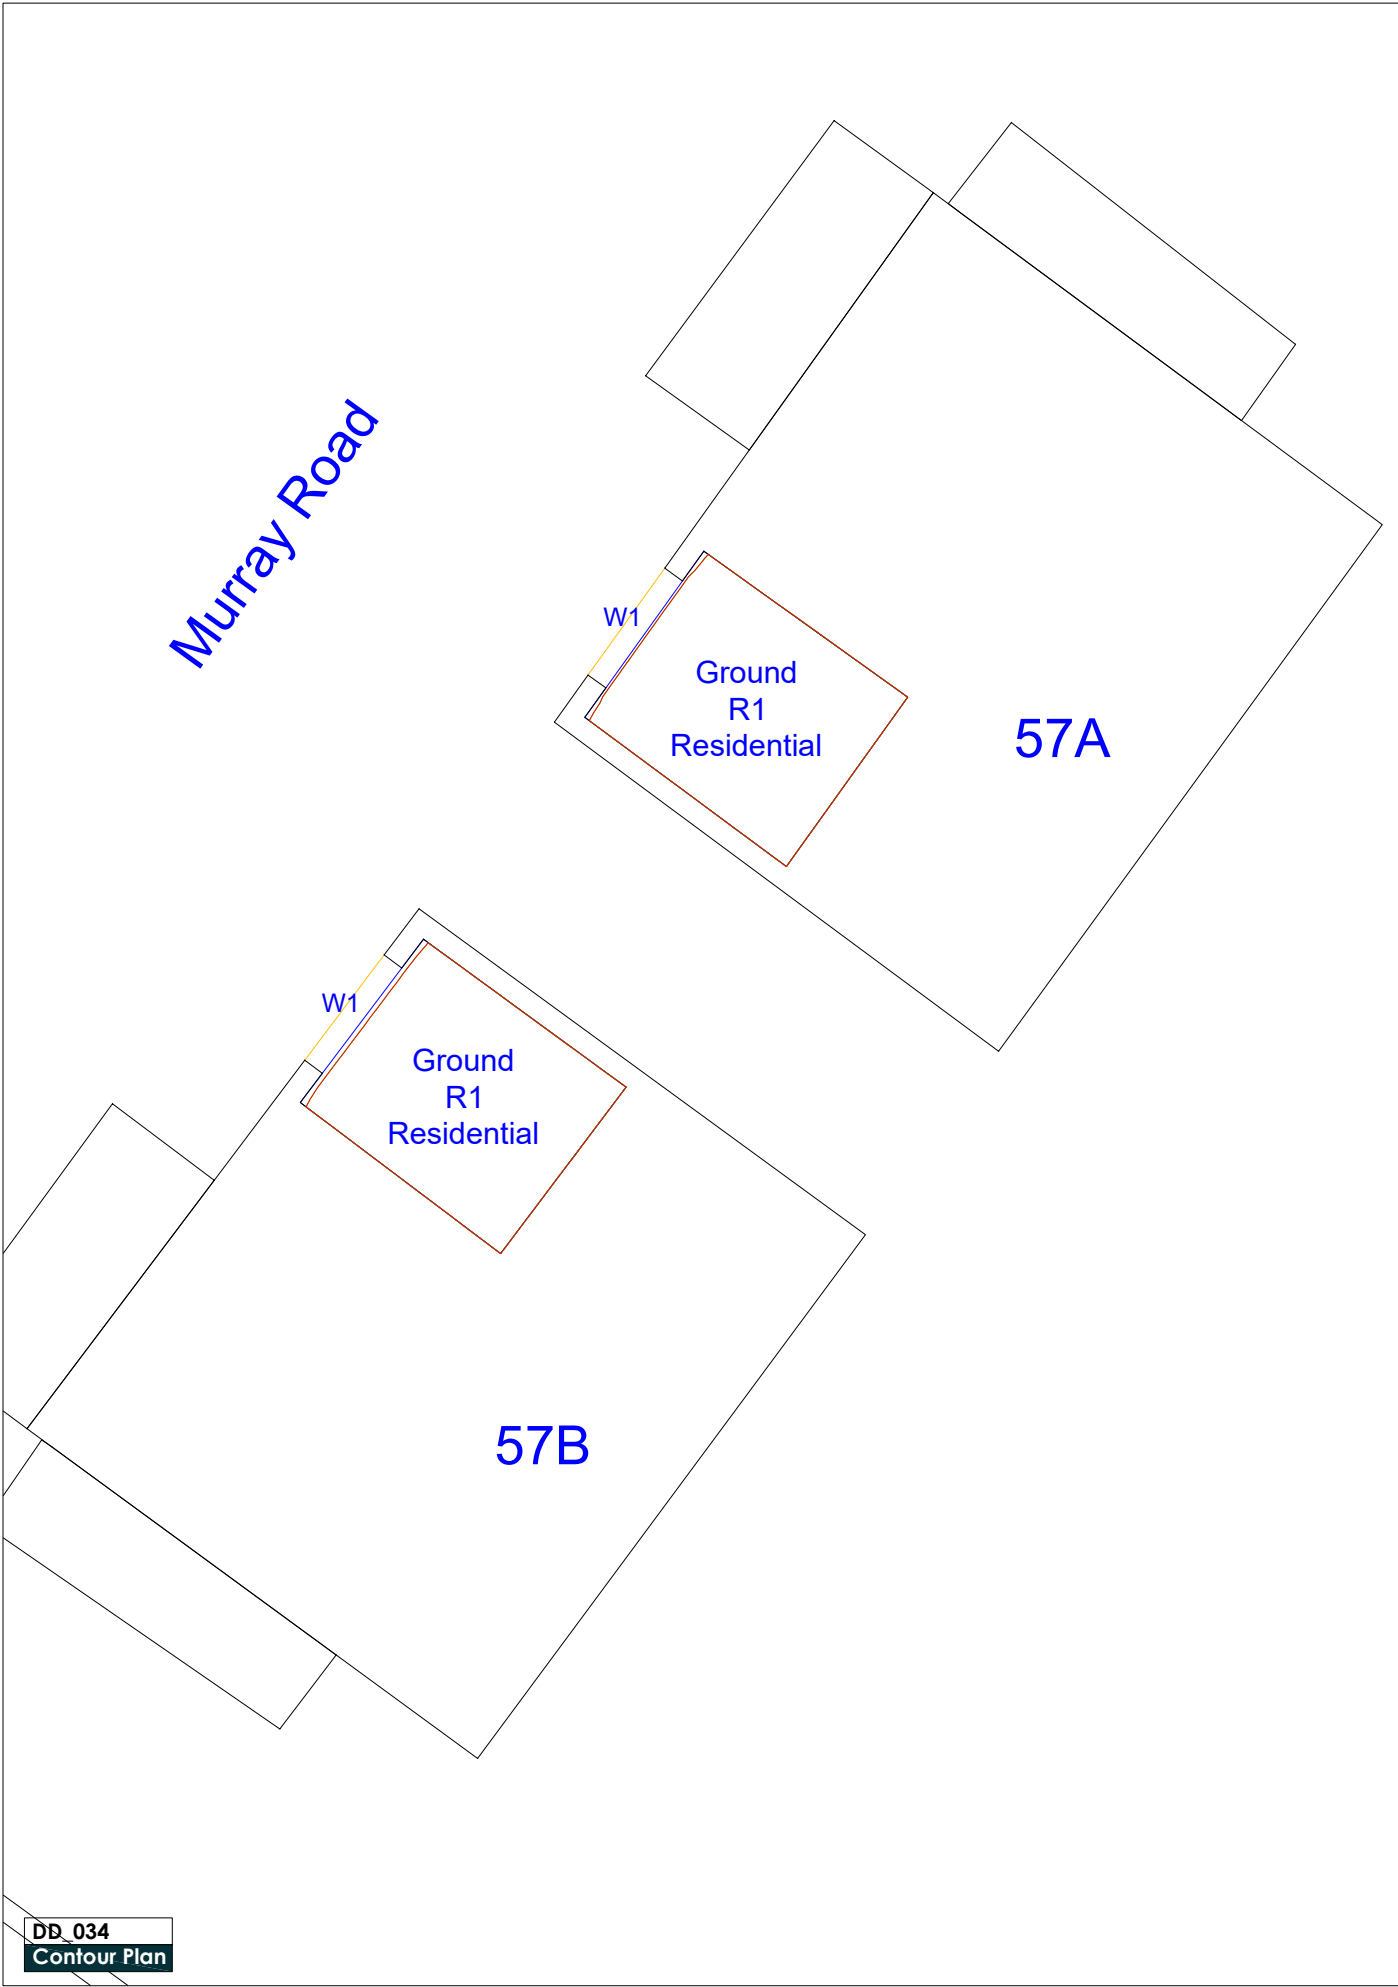 Murray Road
W1
Ground
R1
Residential
57A
W1
Ground
R1
Residential
57B
DD_034
Contour Plan